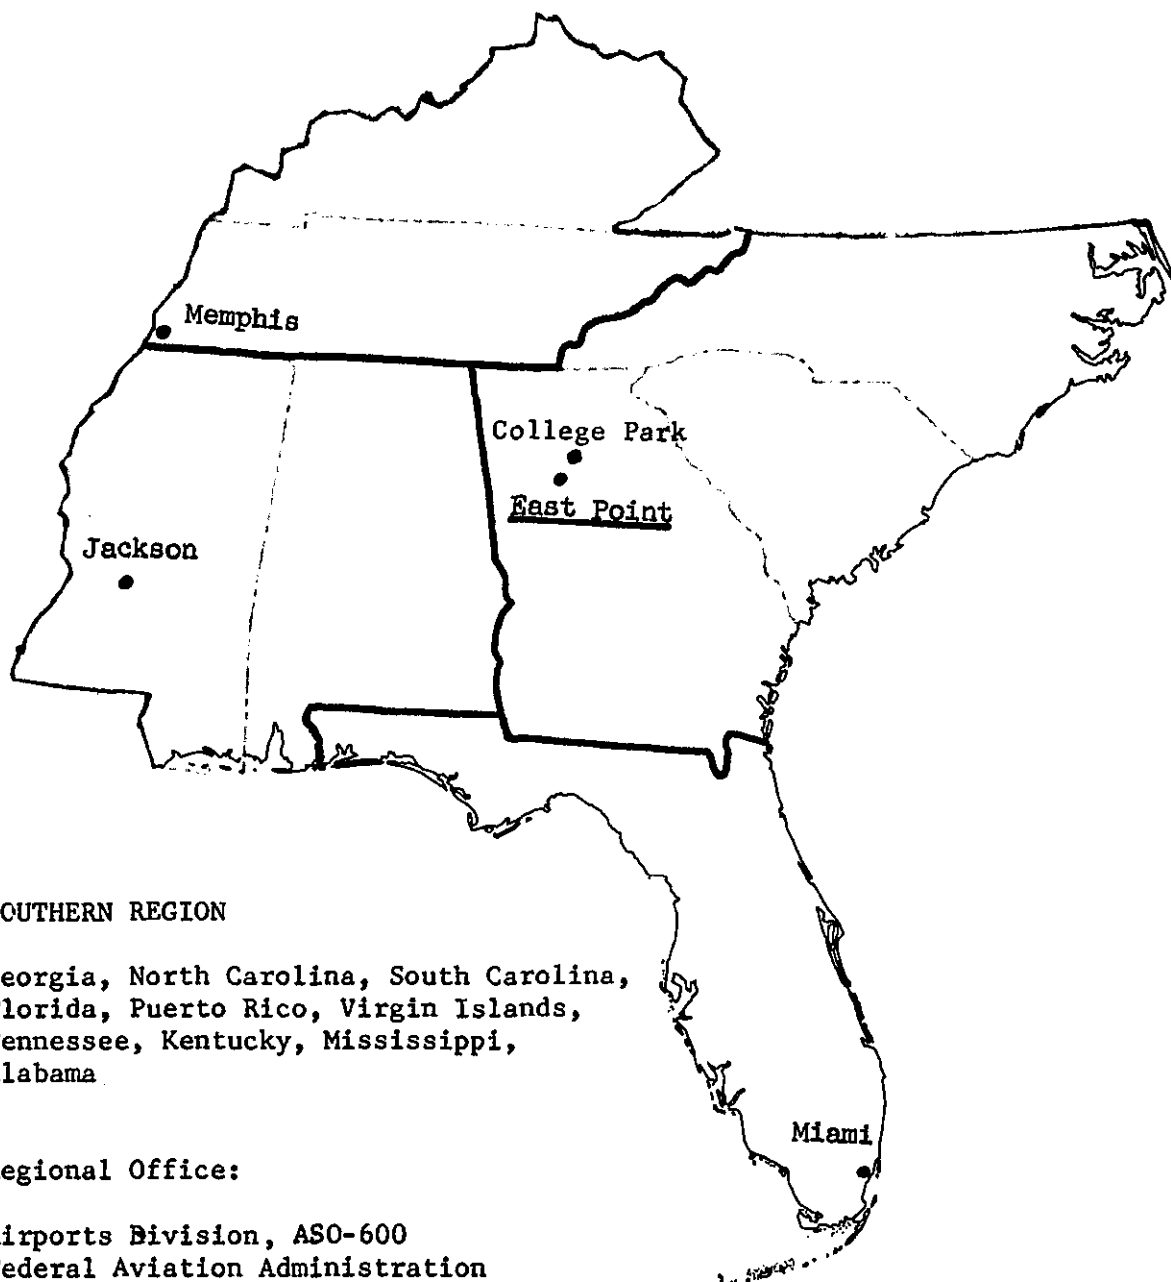 Memphis
College Park
East Point
Jackson
OUTHERN REGION
eorgia, North Carolina, South Carolina,
lorida, Puerto Rico, Virgin Islands,
ennessee, Kentucky, Mississippi,
labama
Miami
egional Office:
irports Division, ASO-600
ederal Aviation Administration